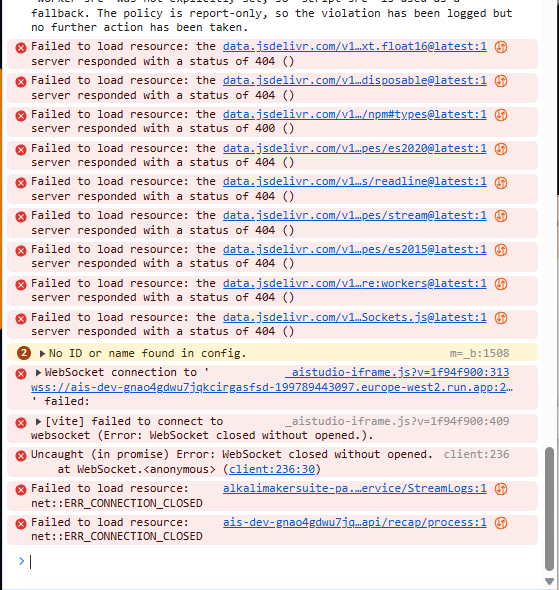 'worker-src' was not explicitly set, so 'script-src' is used as a
fallback. The policy is report-only, so the violation has been logged but
no further action has been taken.
Failed to load resource: the data.jsdelivr.com/v1…xt.float16@latest:1
server responded with a status of 404 ()
Failed to load resource: the data.jsdelivr.com/v1…disposable@latest:1
server responded with a status of 404 ()
Failed to load resource: the data.jsdelivr.com/v1…/npm#types@latest:1
server responded with a status of 400 ()
Failed to load resource: the data.jsdelivr.com/v1…pes/es2020@latest:1
server responded with a status of 404 ()
Failed to load resource: the data.jsdelivr.com/v1…s/readline@latest:1
server responded with a status of 404 ()
Failed to load resource: the data.jsdelivr.com/v1…pes/stream@latest:1
server responded with a status of 404 ()
Failed to load resource: the data.jsdelivr.com/v1…pes/es2015@latest:1
server responded with a status of 404 ()
Failed to load resource: the data.jsdelivr.com/v1…re:workers@latest:1
server responded with a status of 404 ()
Failed to load resource: the data.jsdelivr.com/v1…Sockets.js@latest:1
server responded with a status of 404 ()
2 No ID or name found in config. m=_b:1508
WebSocket connection to ' _aistudio-iframe.js?v=1f94f900:313
wss://ais-dev-gnao4gdwu7jqkcirgasfsd-199789443097.europe-west2.run.app:2…
' failed:
[vite] failed to connect to _aistudio-iframe.js?v=1f94f900:409
websocket (Error: WebSocket closed without opened.).
Uncaught (in promise) Error: WebSocket closed without opened. client:236
at WebSocket.<anonymous> (client:236:30)
Failed to load resource: alkalimakersuite-pa.…ervice/StreamLogs:1
net::ERR_CONNECTION_CLOSED
Failed to load resource: ais-dev-gnao4gdwu7jq…api/recap/process:1
net::ERR_CONNECTION_CLOSED
>